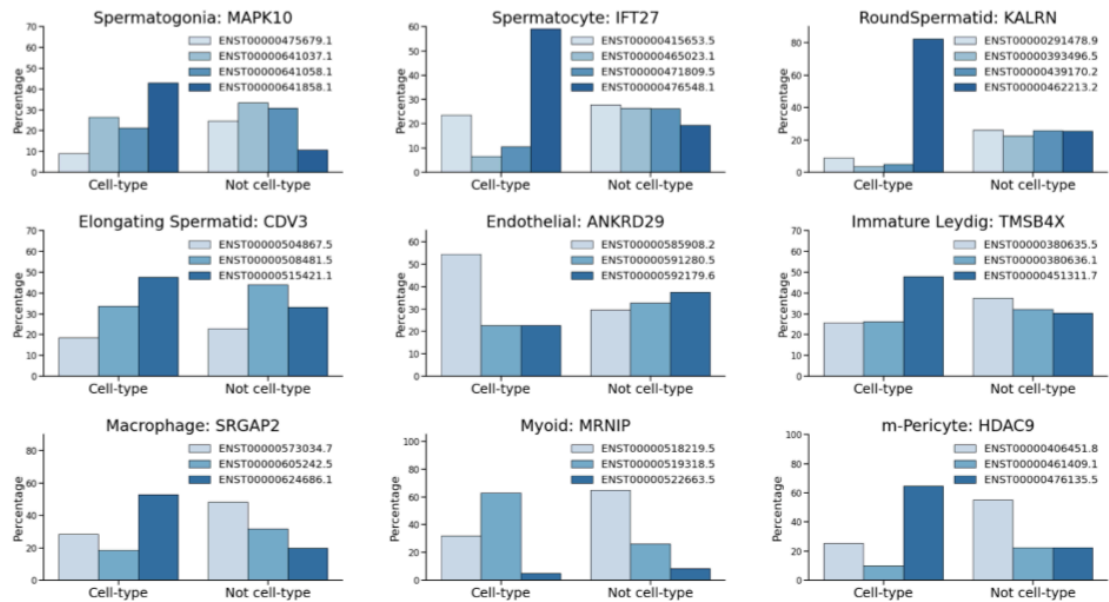 Spermatogonia: MAPK10
Percentage
70
60
50
40
30
20
10
0
ENST00000475679.1
ENST00000641037.1
ENST00000641058.1
ENST00000641858.1
Cell-type
Not cell-type
Spermatocyte: IFT27
Percentage
60
50
40
30
20
10
0
ENST00000415653.5
ENST00000465023.1
ENST00000471809.5
ENST00000476548.1
Cell-type
Not cell-type
RoundSpermatid: KALRN
Percentage
80
60
40
20
0
ENST00000291478.9
ENST00000393496.5
ENST00000439170.2
ENST00000462213.2
Cell-type
Not cell-type
Elongating Spermatid: CDV3
Percentage
70
60
50
40
30
20
10
0
ENST00000504867.5
ENST00000508481.5
ENST00000515421.1
Cell-type
Not cell-type
Endothelial: ANKRD29
Percentage
60
50
40
30
20
10
0
ENST00000585908.2
ENST00000591280.5
ENST00000592179.6
Cell-type
Not cell-type
Immature Leydig: TMSB4X
Percentage
70
60
50
40
30
20
10
0
ENST00000380635.5
ENST00000380636.1
ENST00000451311.7
Cell-type
Not cell-type
Macrophage: SRGAP2
Percentage
80
60
40
20
0
ENST00000573034.7
ENST00000605242.5
ENST00000624686.1
Cell-type
Not cell-type
Myoid: MRNIP
Percentage
100
80
60
40
20
0
ENST00000518219.5
ENST00000519318.5
ENST00000522663.5
Cell-type
Not cell-type
m-Pericyte: HDAC9
Percentage
100
80
60
40
20
0
ENST00000406451.8
ENST00000461409.1
ENST00000476135.5
Cell-type
Not cell-type